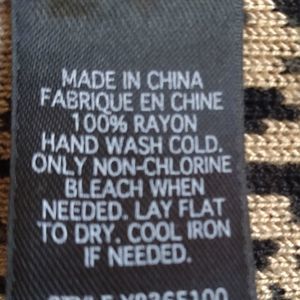 MADE IN CHINA
FABRIQUE EN CHINE
100% RAYON
HAND WASH COLD.
ONLY NON-CHLORINE
BLEACH WHEN
NEEDED. LAY FLAT
TO DRY. COOL IRON
IF NEEDED.